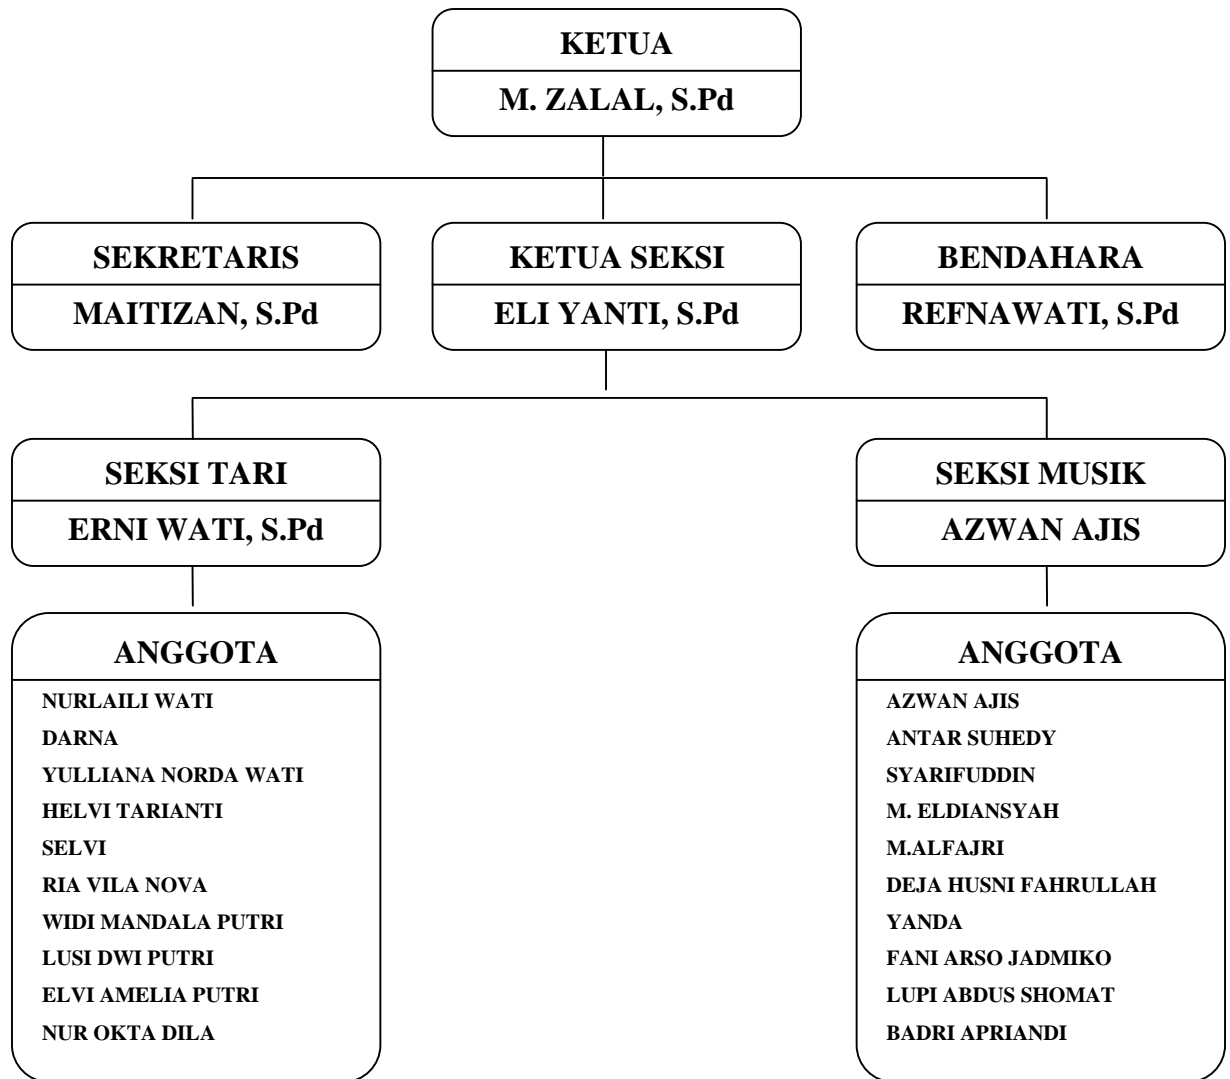 KETUA
M. ZALAL, S.Pd
SEKRETARIS
MAITIZAN, S.Pd
KETUA SEKSI
ELI YANTI, S.Pd
BENDAHARA
REFNAWATI, S.Pd
SEKSI TARI
ERNI WATI, S.Pd
SEKSI MUSIK
AZWAN AJIS
ANGGOTA
NURLAILI WATI
DARNA
YULLIANA NORDA WATI
HELVI TARIANTI
SELVI
RIA VILA NOVA
WIDI MANDALA PUTRI
LUSI DWI PUTRI
ELVI AMELIA PUTRI
NUR OKTA DILA
ANGGOTA
AZWAN AJIS
ANTAR SUHEDY
SYARIFUDDIN
M. ELDIANSYAH
M.ALFAJRI
DEJA HUSNI FAHRULLAH
YANDA
FANI ARSO JADMIKO
LUPI ABDUS SHOMAT
BADRI APRIANDI